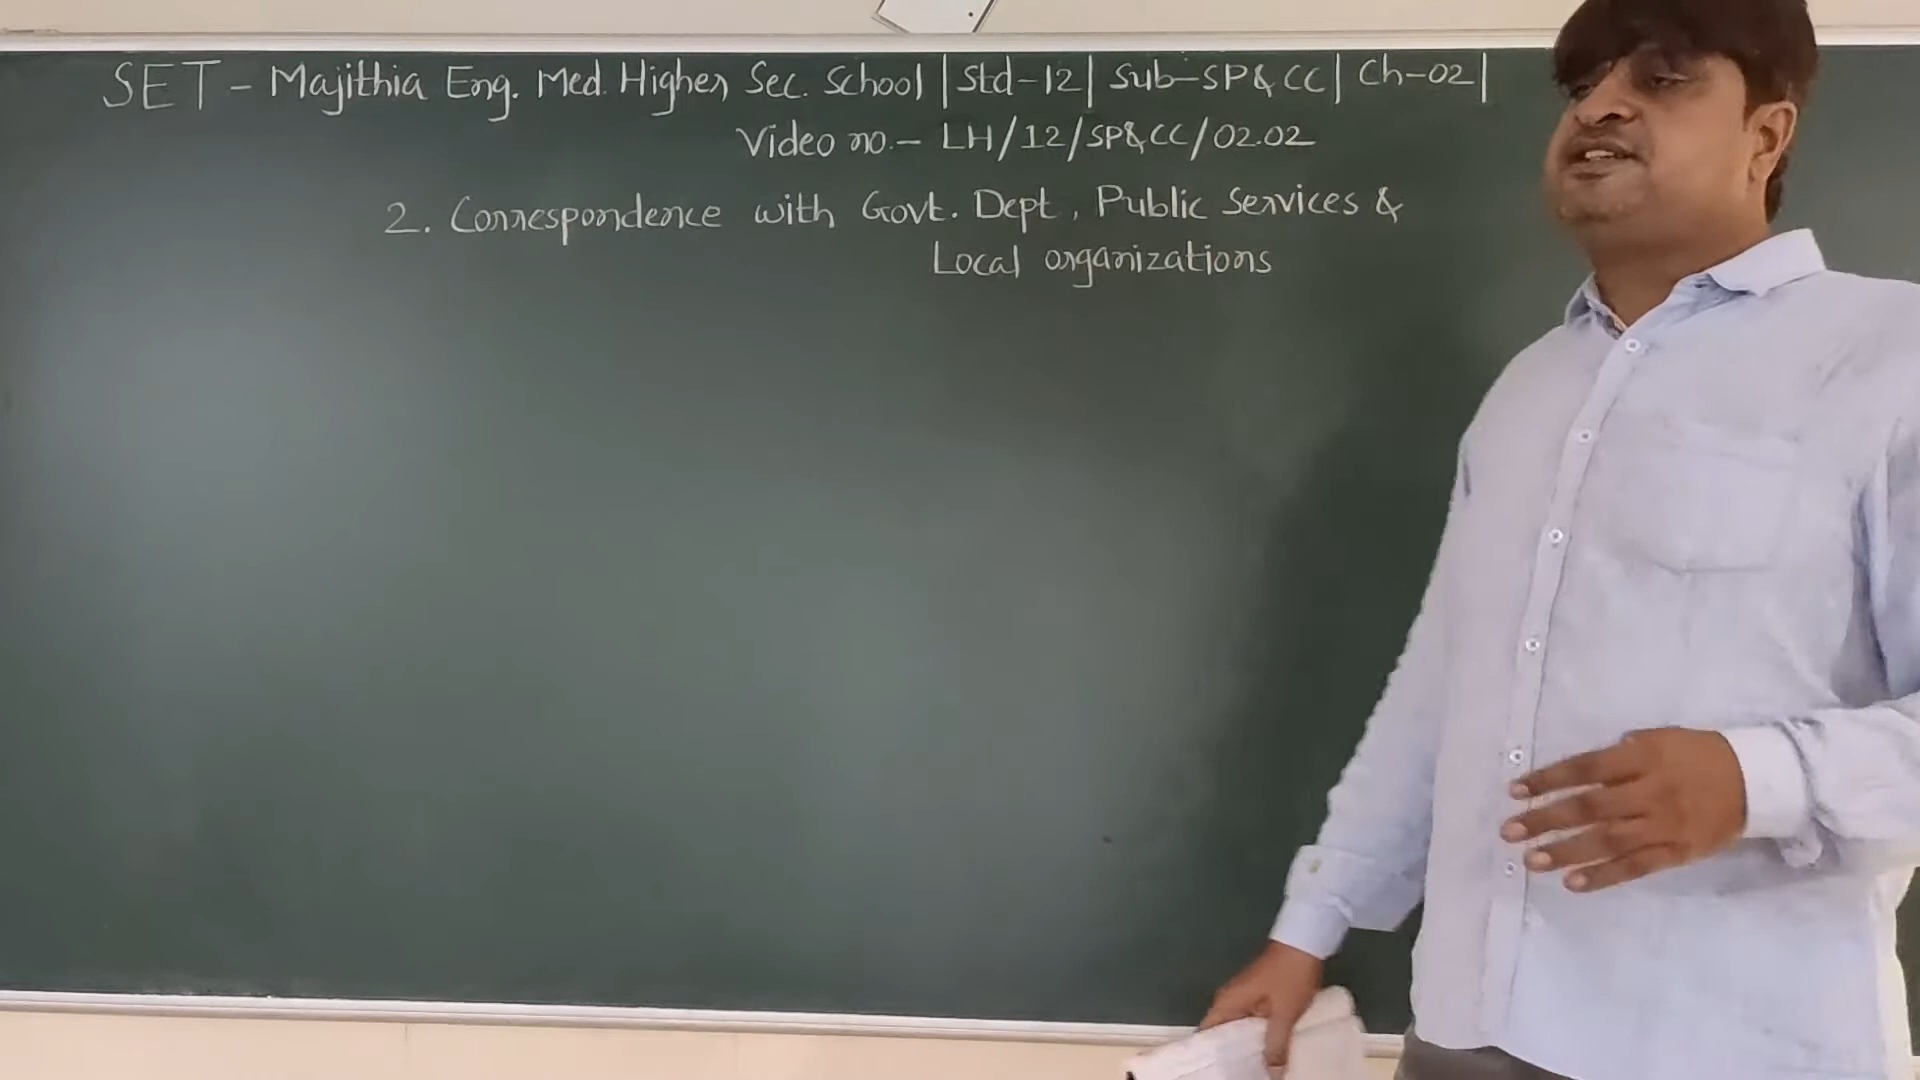 SET - Majithia Eng. Med. Higher Sec. School | Std-12 | Sub-SP & CC | Ch-02 |
Video no.- LH/12/SP&CC/02.02
2. Correspondence with Govt. Dept, Public Services &
Local organizations